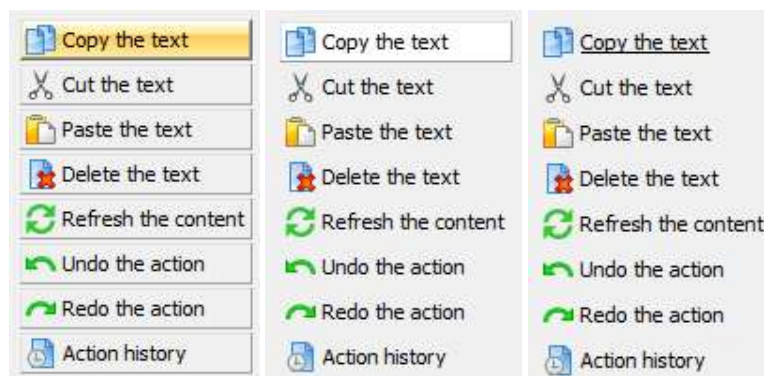 Copy the text
Cut the text
Paste the text
Delete the text
Refresh the content
Undo the action
Redo the action
Action history
Copy the text
Cut the text
Paste the text
Delete the text
Refresh the content
Undo the action
Redo the action
Action history
Copy the text
Cut the text
Paste the text
Delete the text
Refresh the content
Undo the action
Redo the action
Action history